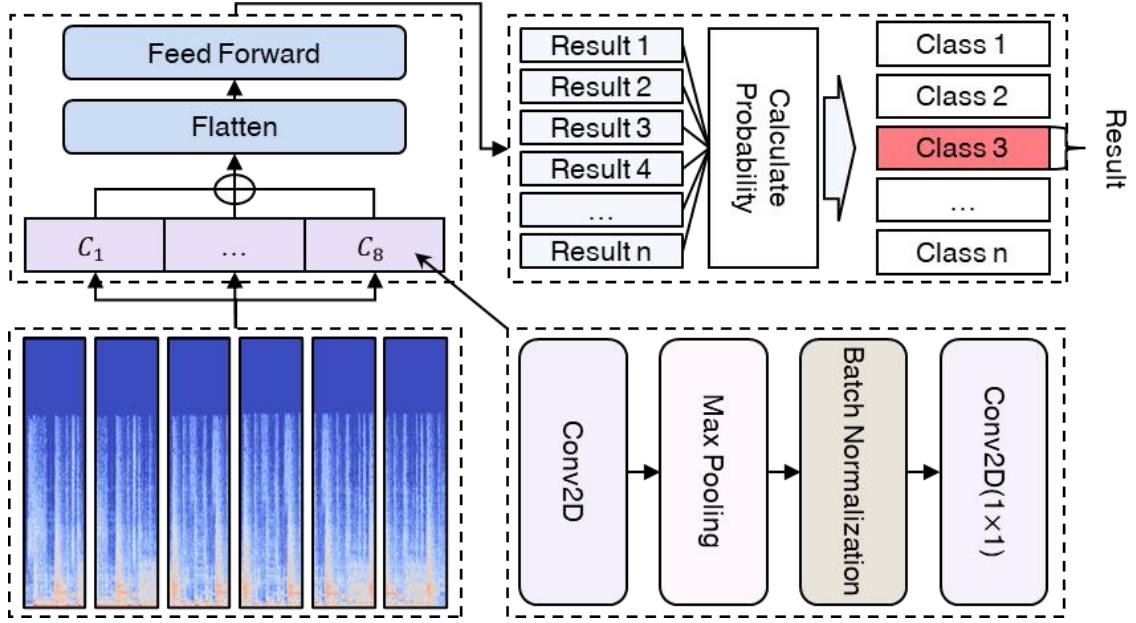 Feed Forward
Flatten
C₁
...
C₈
Result 1
Result 2
Result 3
Result 4
...
Result n
Calculate
Probability
Class 1
Class 2
Class 3
...
Class n
Result
Conv2D
Max Pooling
Batch Normalization
Conv2D(1×1)